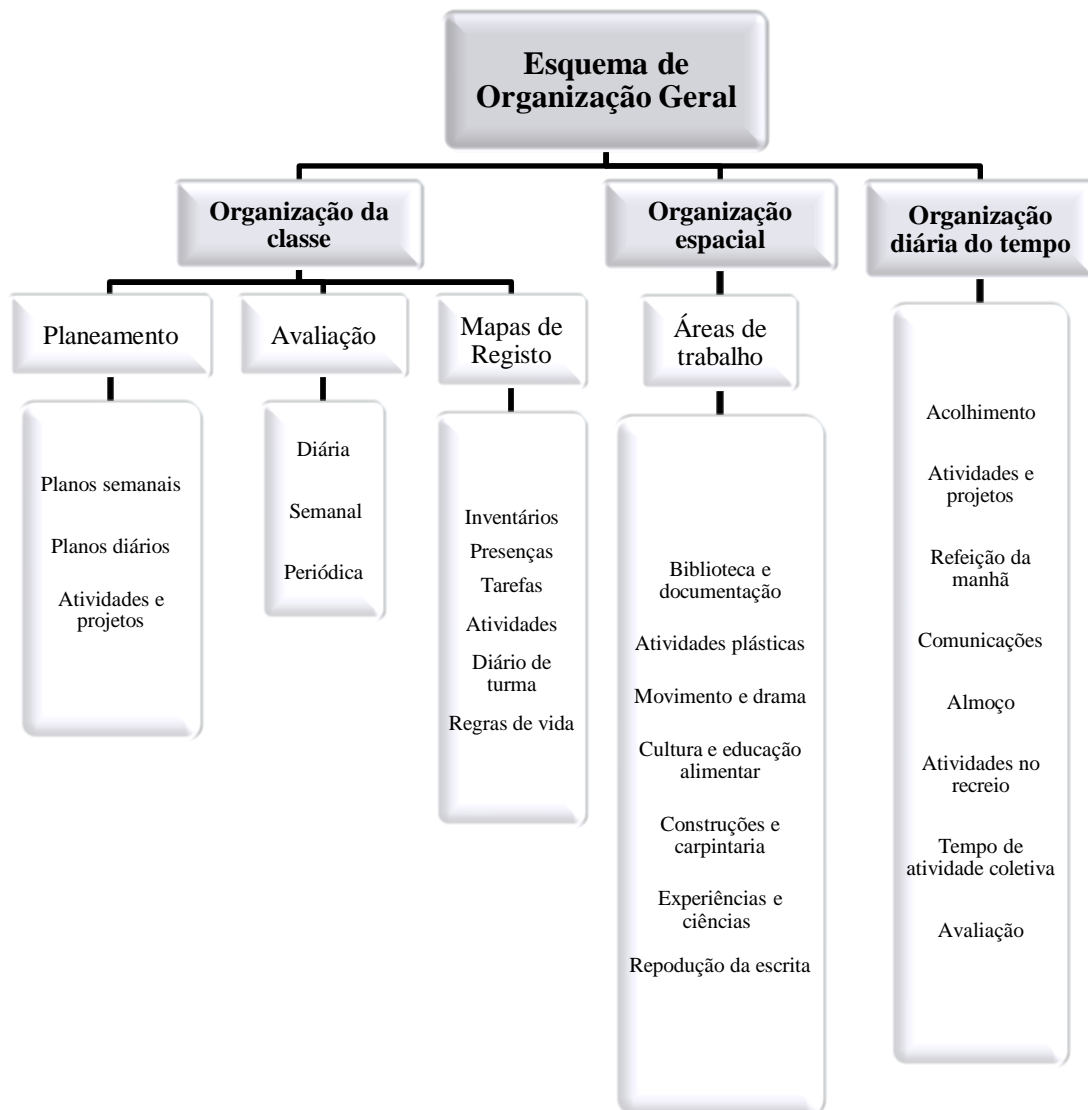 Esquema de
Organização Geral
Organização da
classe
Organização
espacial
Organização
diária do tempo
Planeamento
Avaliação
Mapas de
Registo
Áreas de
trabalho
Planos semanais
Planos diários
Atividades e
projetos
Diária
Semanal
Periódica
Inventários
Presenças
Tarefas
Atividades
Diário de
turma
Regras de vida
Biblioteca e
documentação
Atividades plásticas
Movimento e drama
Cultura e educação
alimentar
Construções e
carpintaria
Experiências e
ciências
Repodução da escrita
Acolhimento
Atividades e
projetos
Refeição da
manhã
Comunicações
Almoço
Atividades no
recreio
Tempo de
atividade coletiva
Avaliação